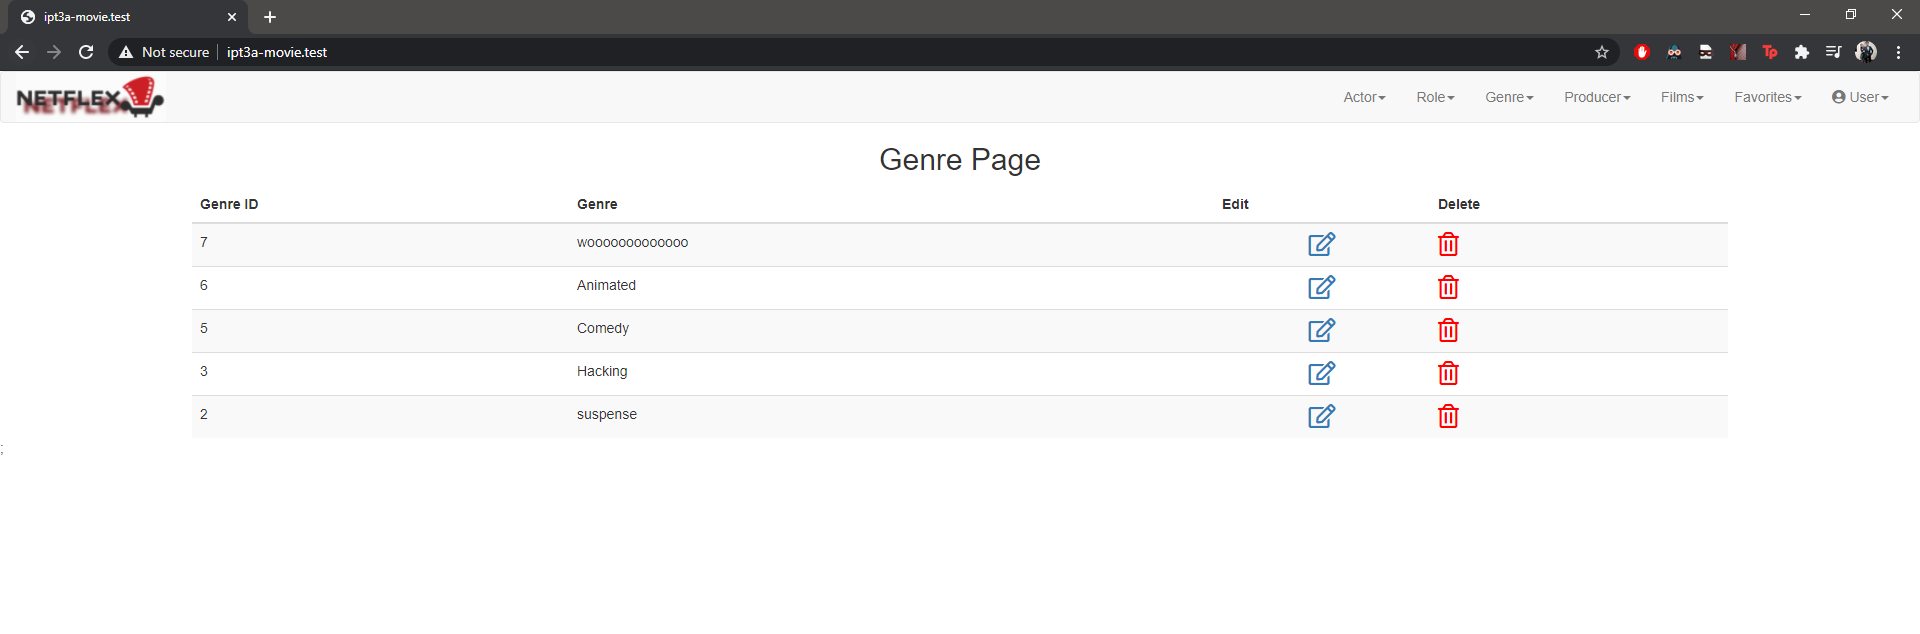 ipt3a-movie.test
Not secure ipt3a-movie.test
NETFLEX Actor Role Genre Producer Films Favorites User
NETFLEX
Genre Page
Genre ID Genre Edit Delete
7 wooooooooooooo
6 Animated
5 Comedy
3 Hacking
2 suspense
;